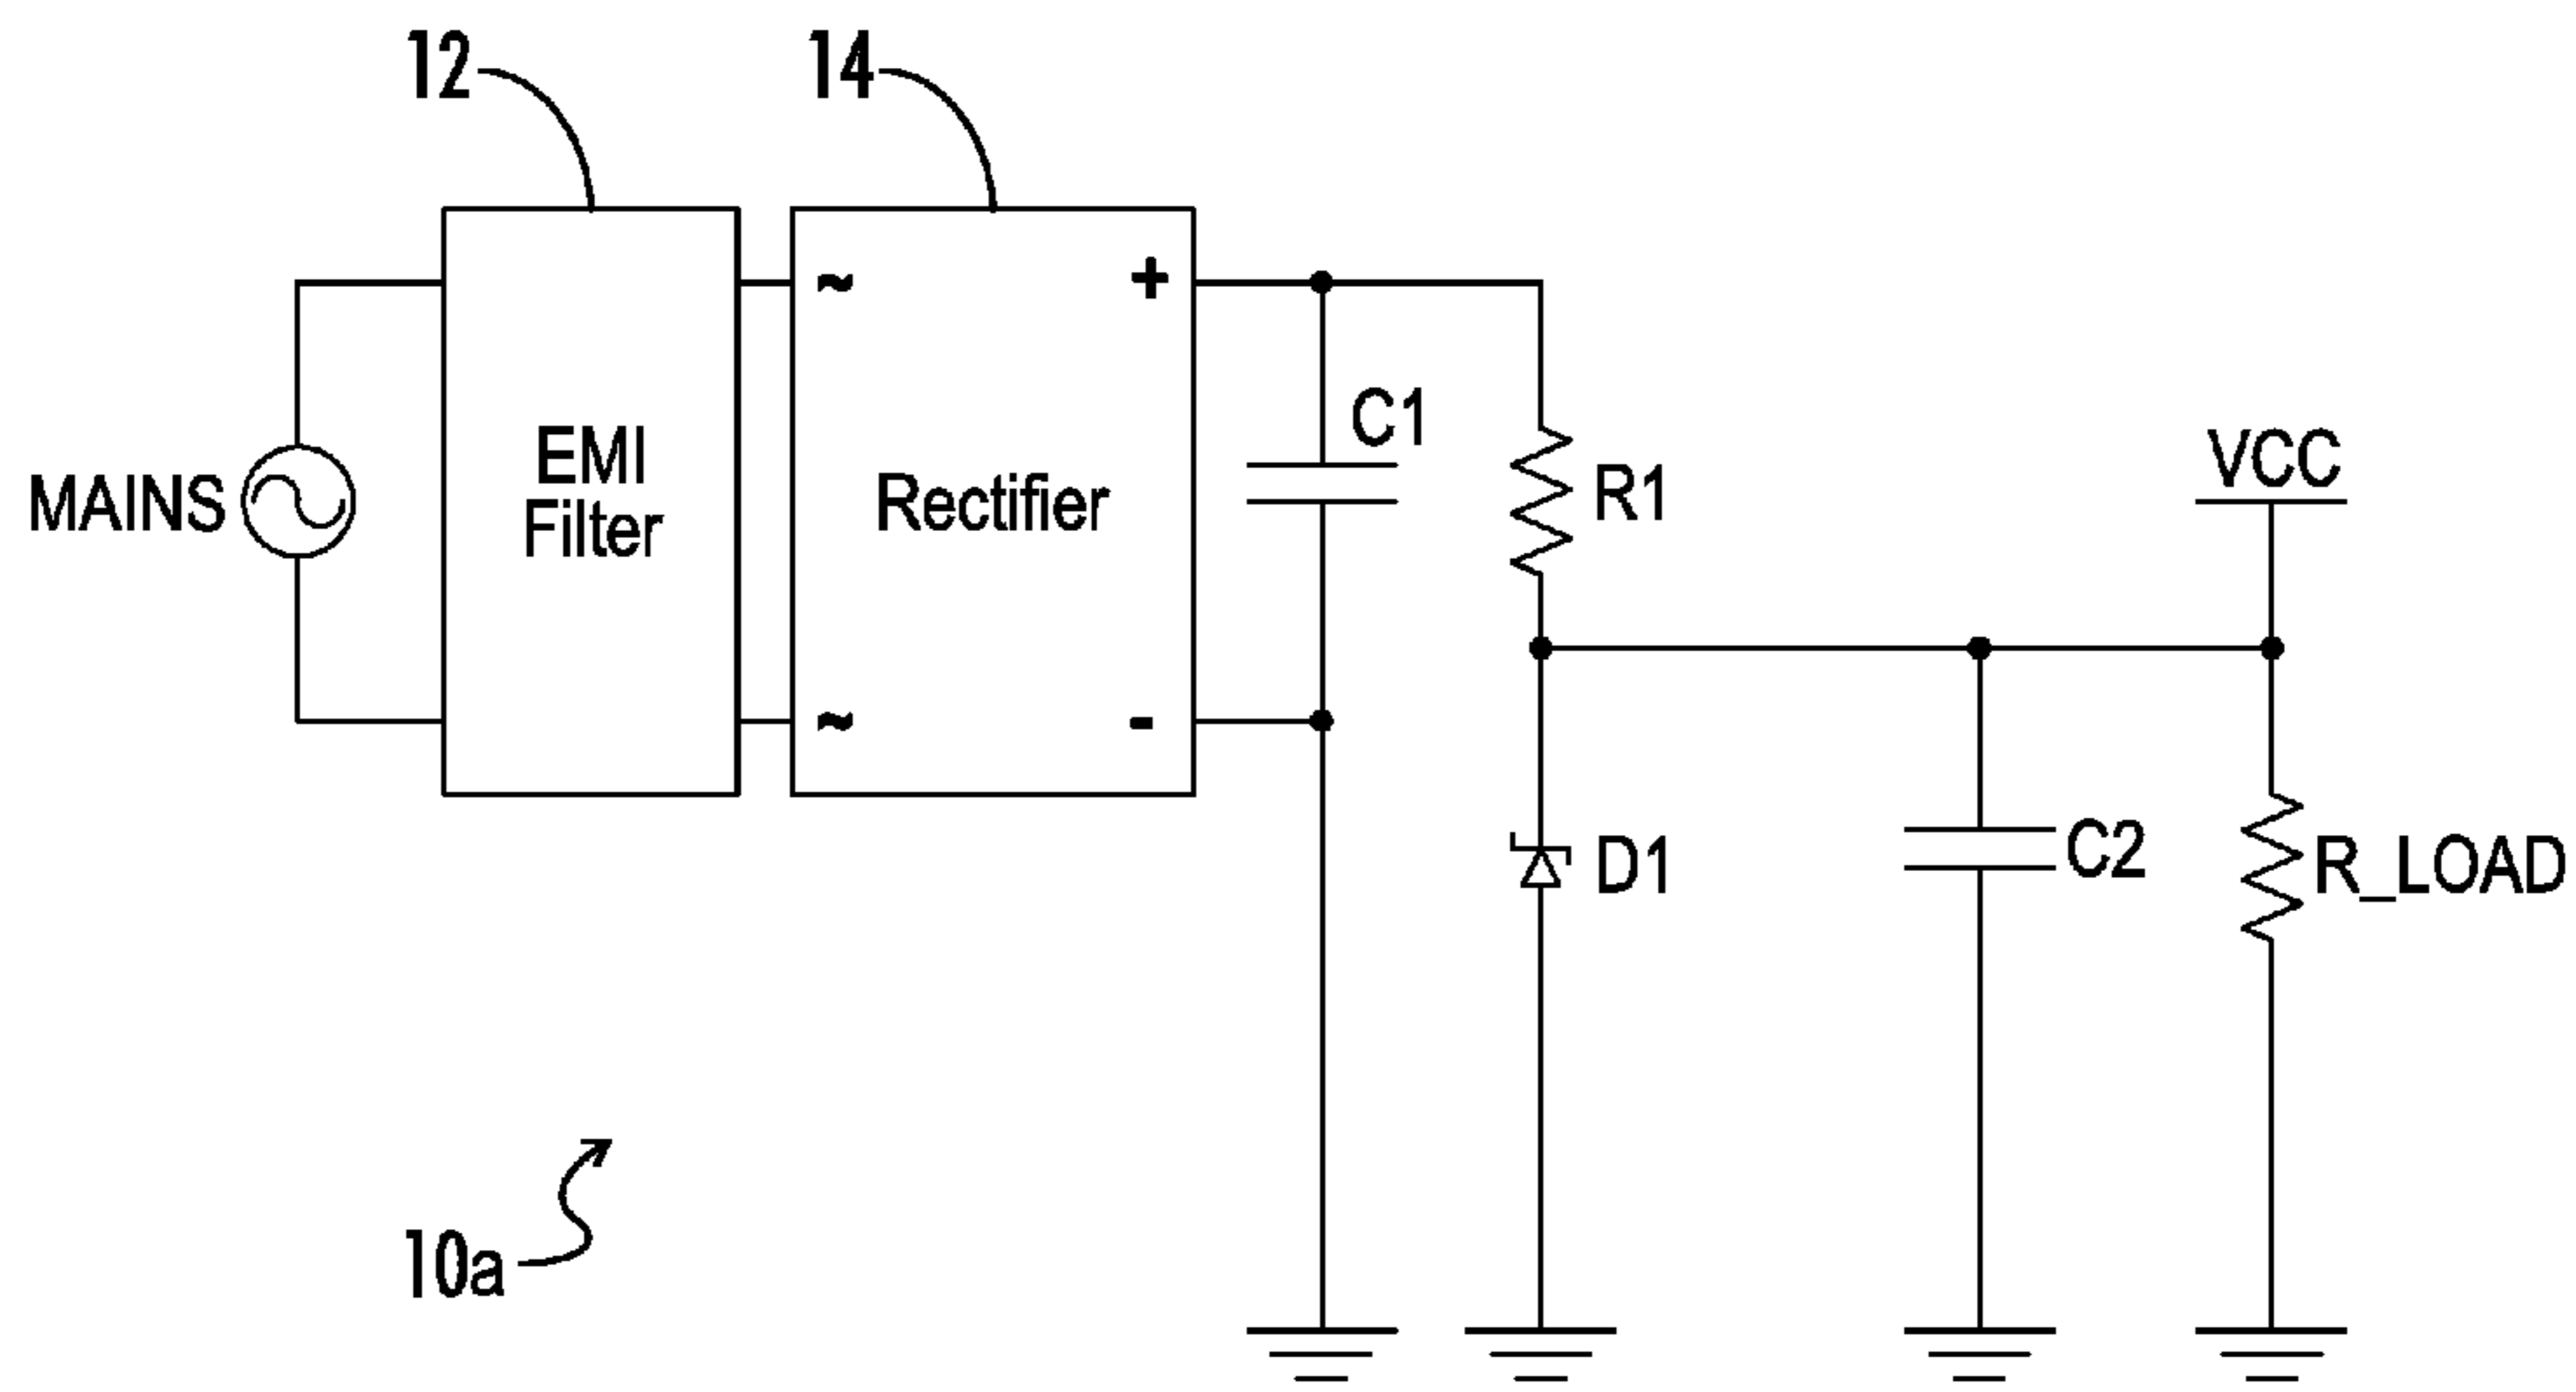 12
14
MAINS
EMI
Filter
~
~
Rectifier
+
-
C1
R1
VCC
D1
C2
R_LOAD
10a